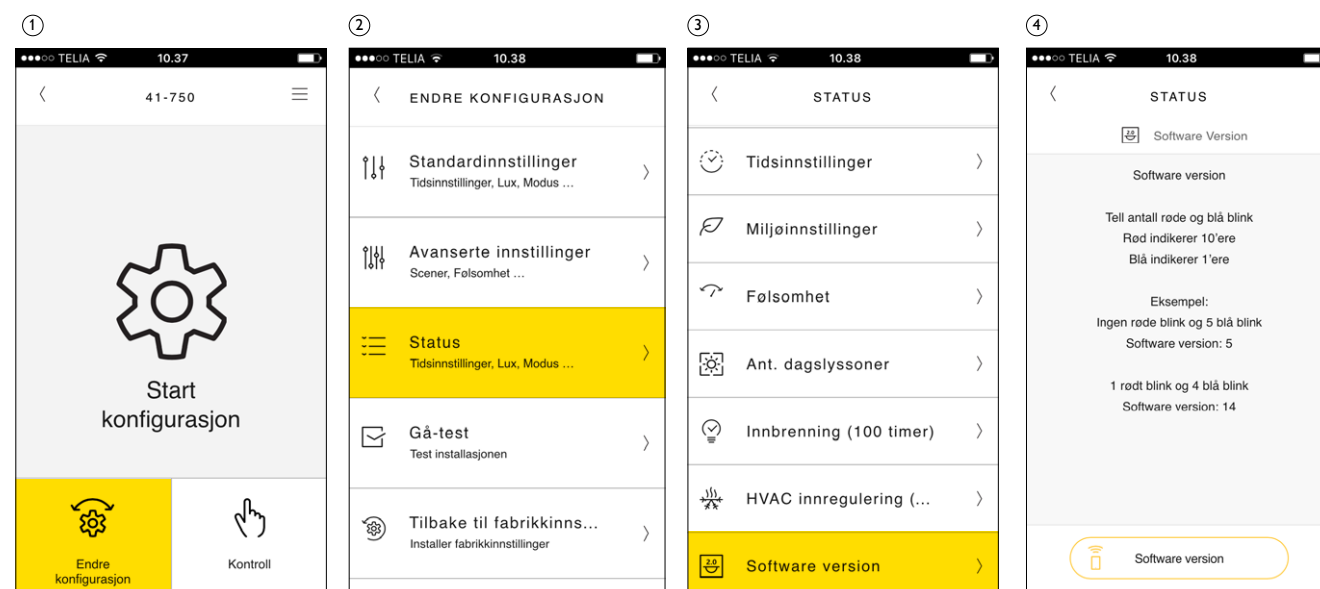 1
●●●○○ TELIA 10.37
41-750
Start
konfigurasjon
Endre
konfigurasjon
Kontroll
2
●●●○○ TELIA 10.38
ENDRE KONFIGURASJON
Standardinnstillinger
Tidsinnstillinger, Lux, Modus ...
Avanserte innstillinger
Scener, Følsomhet ...
Status
Tidsinnstillinger, Lux, Modus ...
Gå-test
Test installasjonen
Tilbake til fabrikkinns...
Installer fabrikkinnstillinger
3
●●●○○ TELIA 10.38
STATUS
Tidsinnstillinger
Miljøinnstillinger
Følsomhet
Ant. dagslyssoner
Innbrenning (100 timer)
HVAC innregulering (...
2.0
Software version
4
●●●○○ TELIA 10.38
STATUS
2.0
Software Version
Software version
Tell antall røde og blå blink
Rød indikerer 10'ere
Blå indikerer 1'ere
Eksempel:
Ingen røde blink og 5 blå blink
Software version: 5
1 rødt blink og 4 blå blink
Software version: 14
Software version